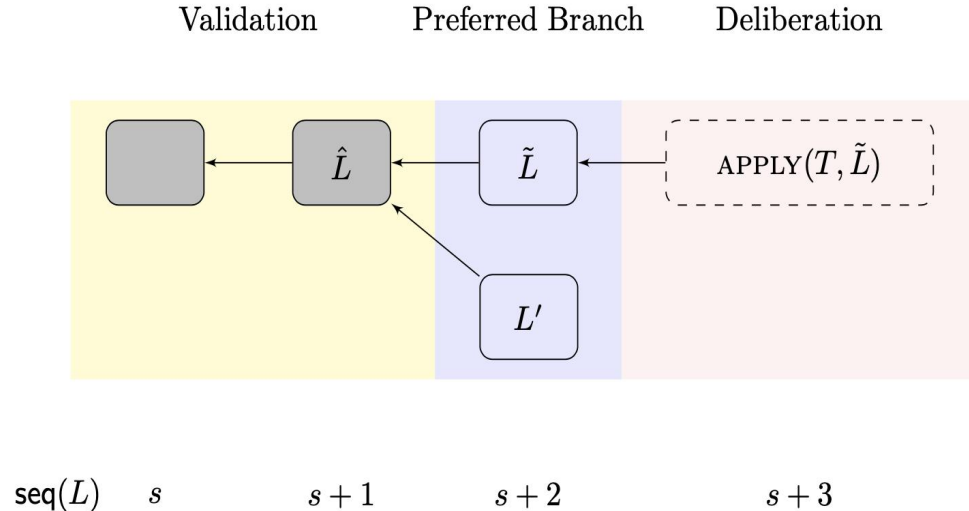 Validation Preferred Branch Deliberation
L̂ L̃ APPLY(T, L̃)
L′
seq(L) s s + 1 s + 2 s + 3